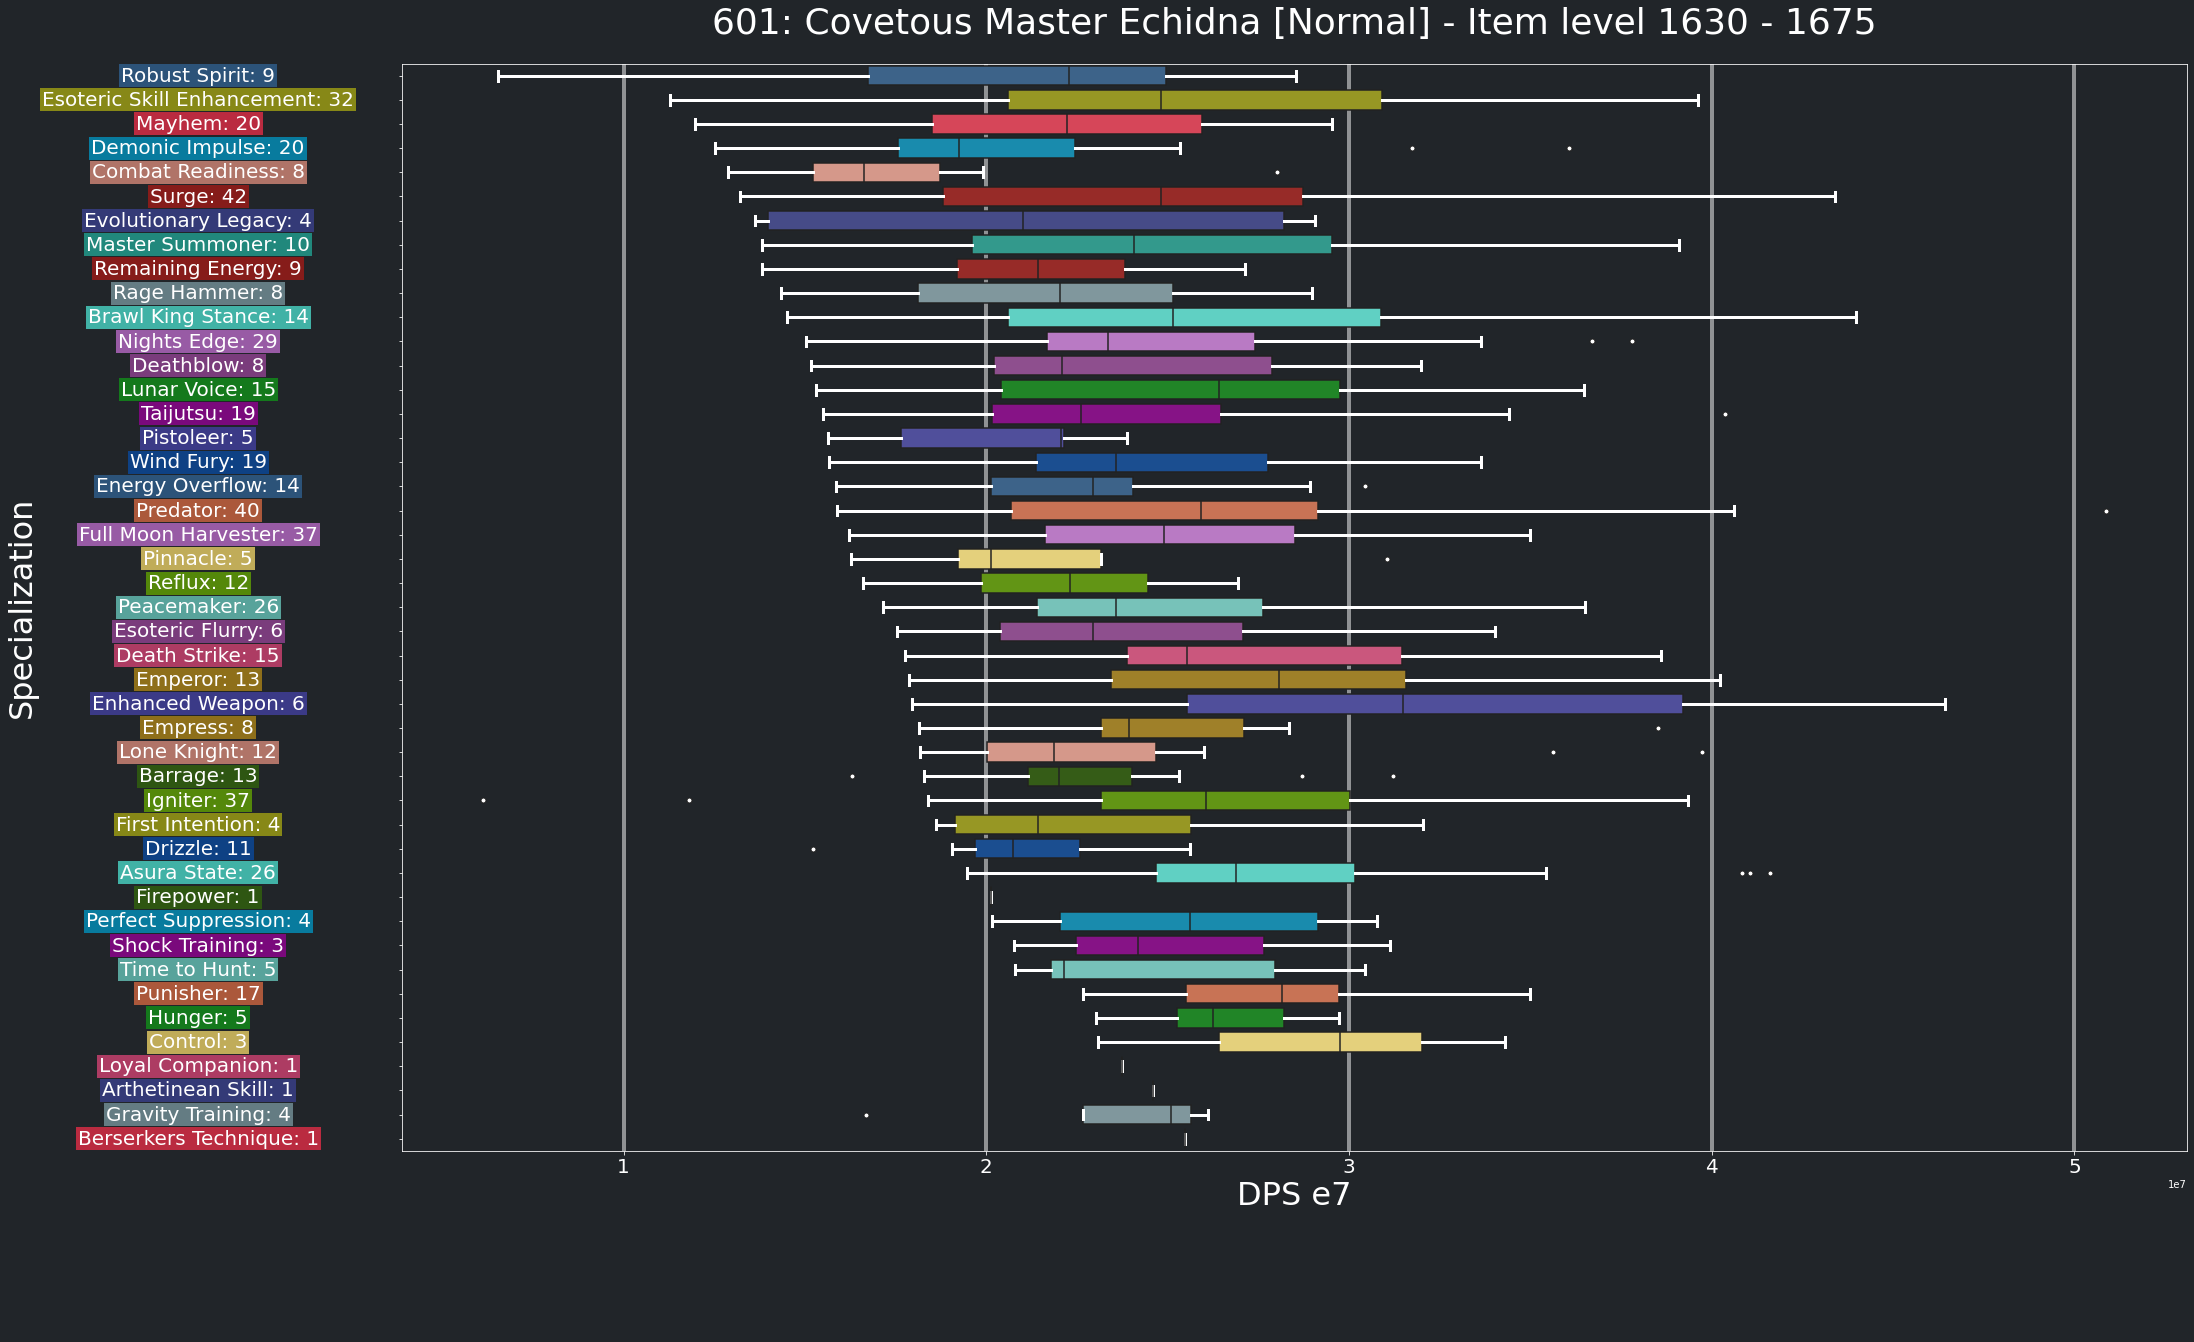 601: Covetous Master Echidna [Normal] - Item level 1630 - 1675
Robust Spirit: 9
Esoteric Skill Enhancement: 32
Mayhem: 20
Demonic Impulse: 20
Combat Readiness: 8
Surge: 42
Evolutionary Legacy: 4
Master Summoner: 10
Remaining Energy: 9
Rage Hammer: 8
Brawl King Stance: 14
Nights Edge: 29
Deathblow: 8
Lunar Voice: 15
Taijutsu: 19
Pistoleer: 5
Wind Fury: 19
Energy Overflow: 14
Predator: 40
Full Moon Harvester: 37
Pinnacle: 5
Reflux: 12
Peacemaker: 26
Esoteric Flurry: 6
Death Strike: 15
Emperor: 13
Enhanced Weapon: 6
Empress: 8
Lone Knight: 12
Barrage: 13
Igniter: 37
First Intention: 4
Drizzle: 11
Asura State: 26
Firepower: 1
Perfect Suppression: 4
Shock Training: 3
Time to Hunt: 5
Punisher: 17
Hunger: 5
Control: 3
Loyal Companion: 1
Arthetinean Skill: 1
Gravity Training: 4
Berserkers Technique: 1
Specialization
1 2 3 4 5
1e7
DPS e7